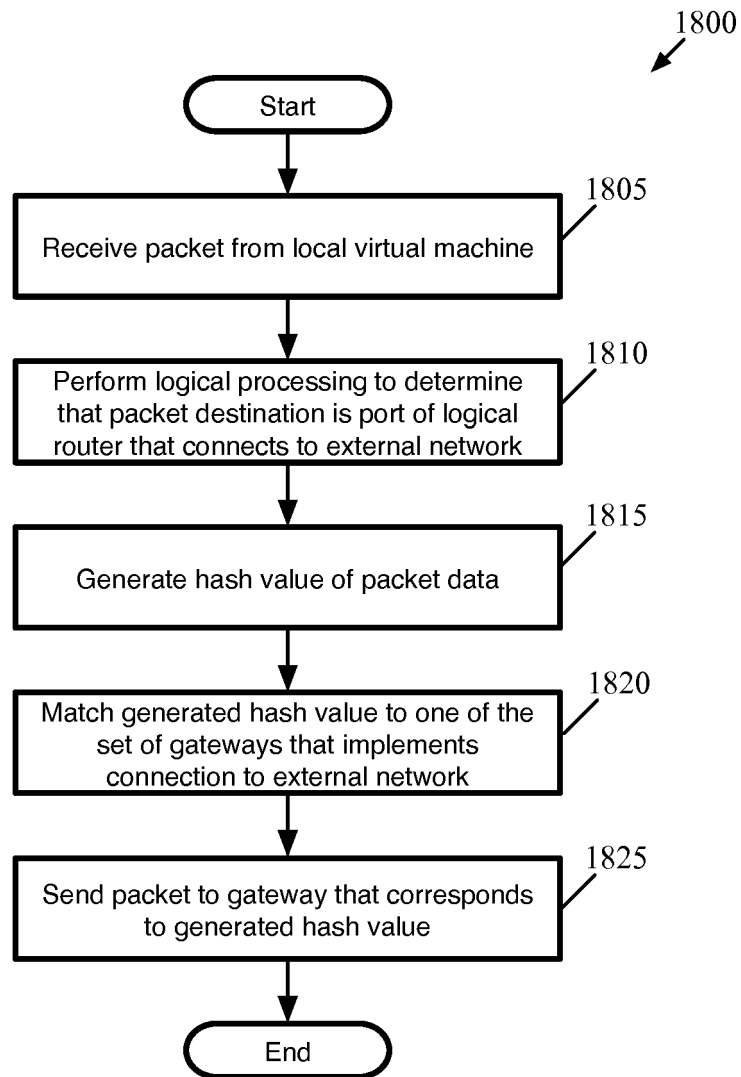 1800
Start
1805
Receive packet from local virtual machine
1810
Perform logical processing to determine
that packet destination is port of logical
router that connects to external network
1815
Generate hash value of packet data
1820
Match generated hash value to one of the
set of gateways that implements
connection to external network
1825
Send packet to gateway that corresponds
to generated hash value
End